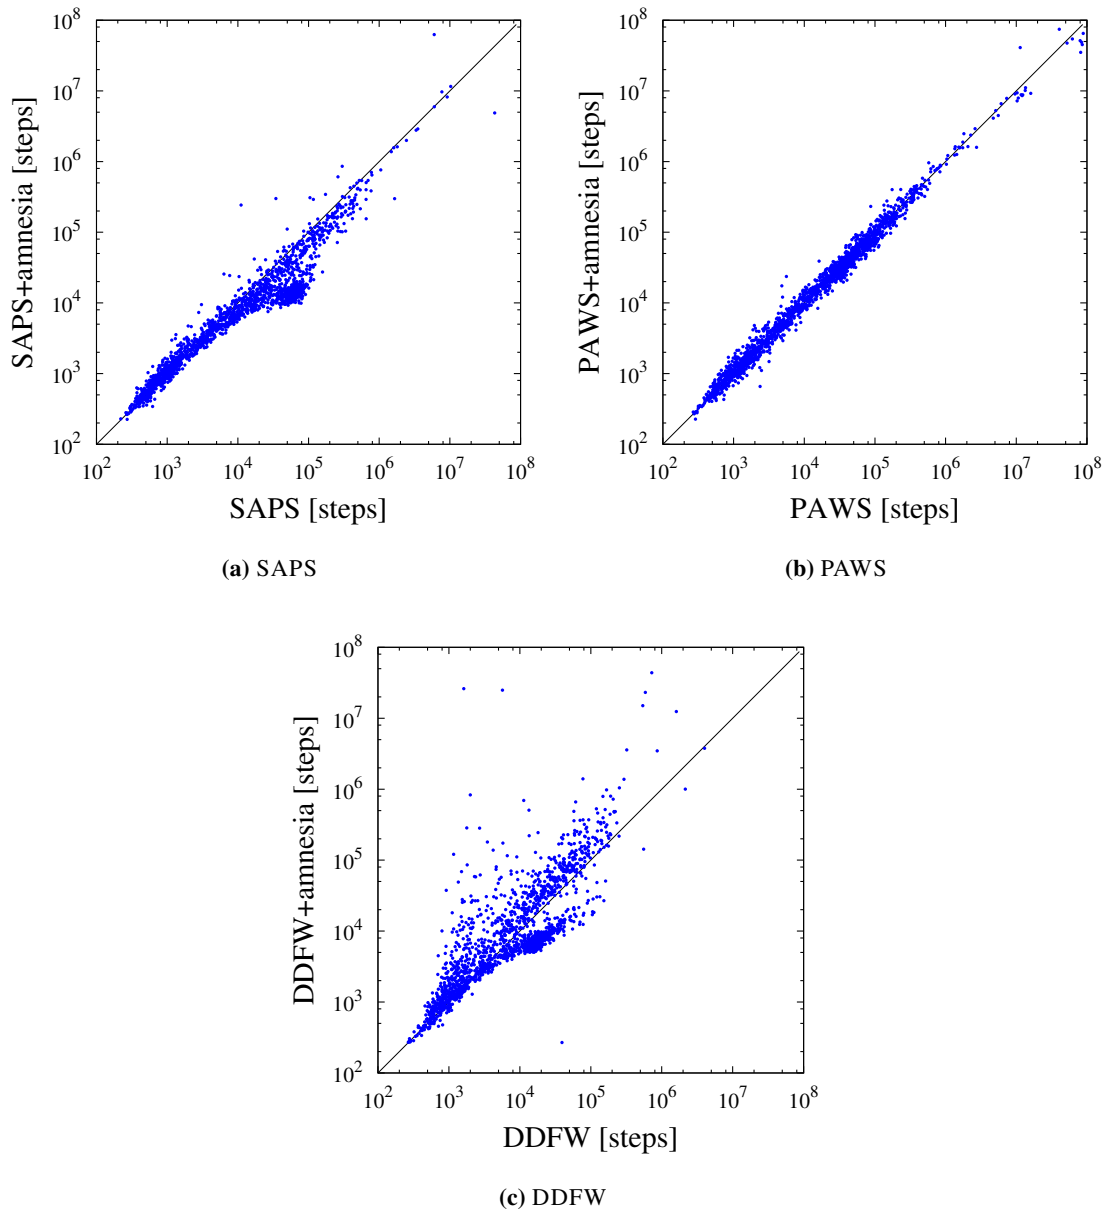 SAPS+amnesia [steps]
10^8
10^7
10^6
10^5
10^4
10^3
10^2
10^2 10^3 10^4 10^5 10^6 10^7 10^8
SAPS [steps]
(a) SAPS
PAWS+amnesia [steps]
10^8
10^7
10^6
10^5
10^4
10^3
10^2
10^2 10^3 10^4 10^5 10^6 10^7 10^8
PAWS [steps]
(b) PAWS
DDFW+amnesia [steps]
10^8
10^7
10^6
10^5
10^4
10^3
10^2
10^2 10^3 10^4 10^5 10^6 10^7 10^8
DDFW [steps]
(c) DDFW